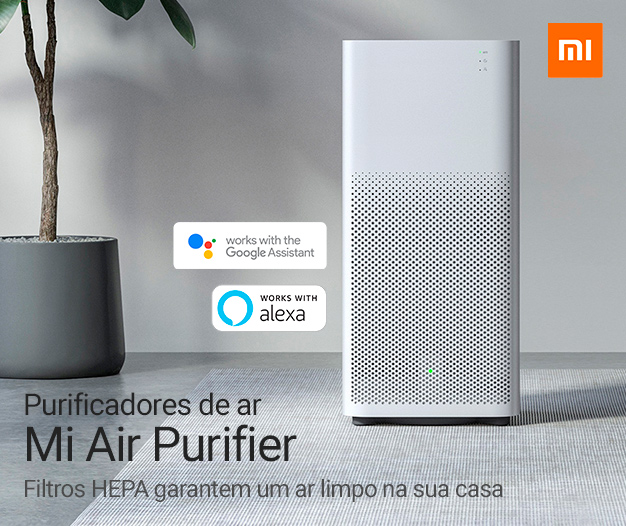 mi
works with the
Google Assistant
WORKS WITH
alexa
Purificadores de ar
Mi Air Purifier
Filtros HEPA garantem um ar limpo na sua casa